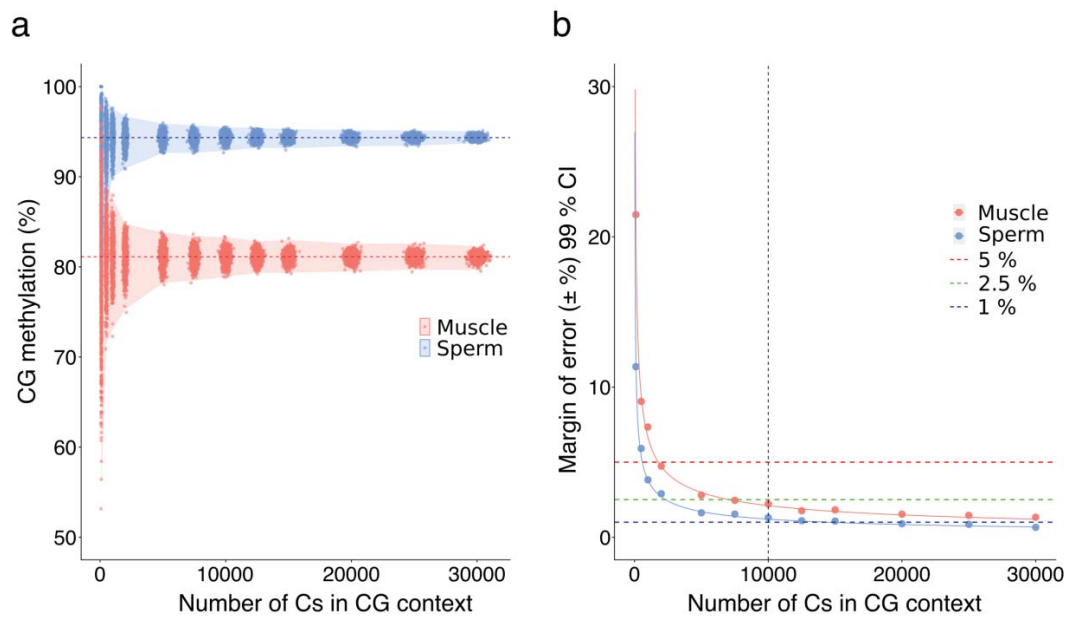 a
CG methylation (%)
100
90
80
70
60
50
0
10000
20000
30000
Number of Cs in CG context
Muscle
Sperm
b
Margin of error (± %) 99 % CI
30
20
10
0
0
10000
20000
30000
Number of Cs in CG context
Muscle
Sperm
5 %
2.5 %
1 %